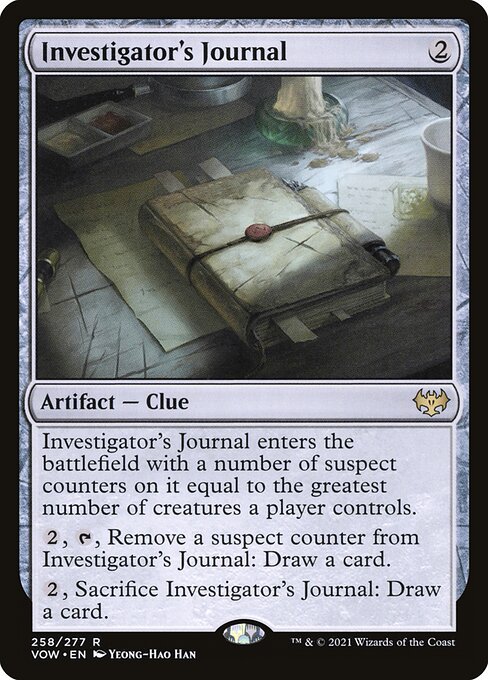 Investigator's Journal 2
Artifact — Clue
Investigator's Journal enters the
battlefield with a number of suspect
counters on it equal to the greatest
number of creatures a player controls.
2, , Remove a suspect counter from
Investigator's Journal: Draw a card.
2, Sacrifice Investigator's Journal: Draw
a card.
258/277 R
VOW • EN Yeong-Hao Han
™ & © 2021 Wizards of the Coast